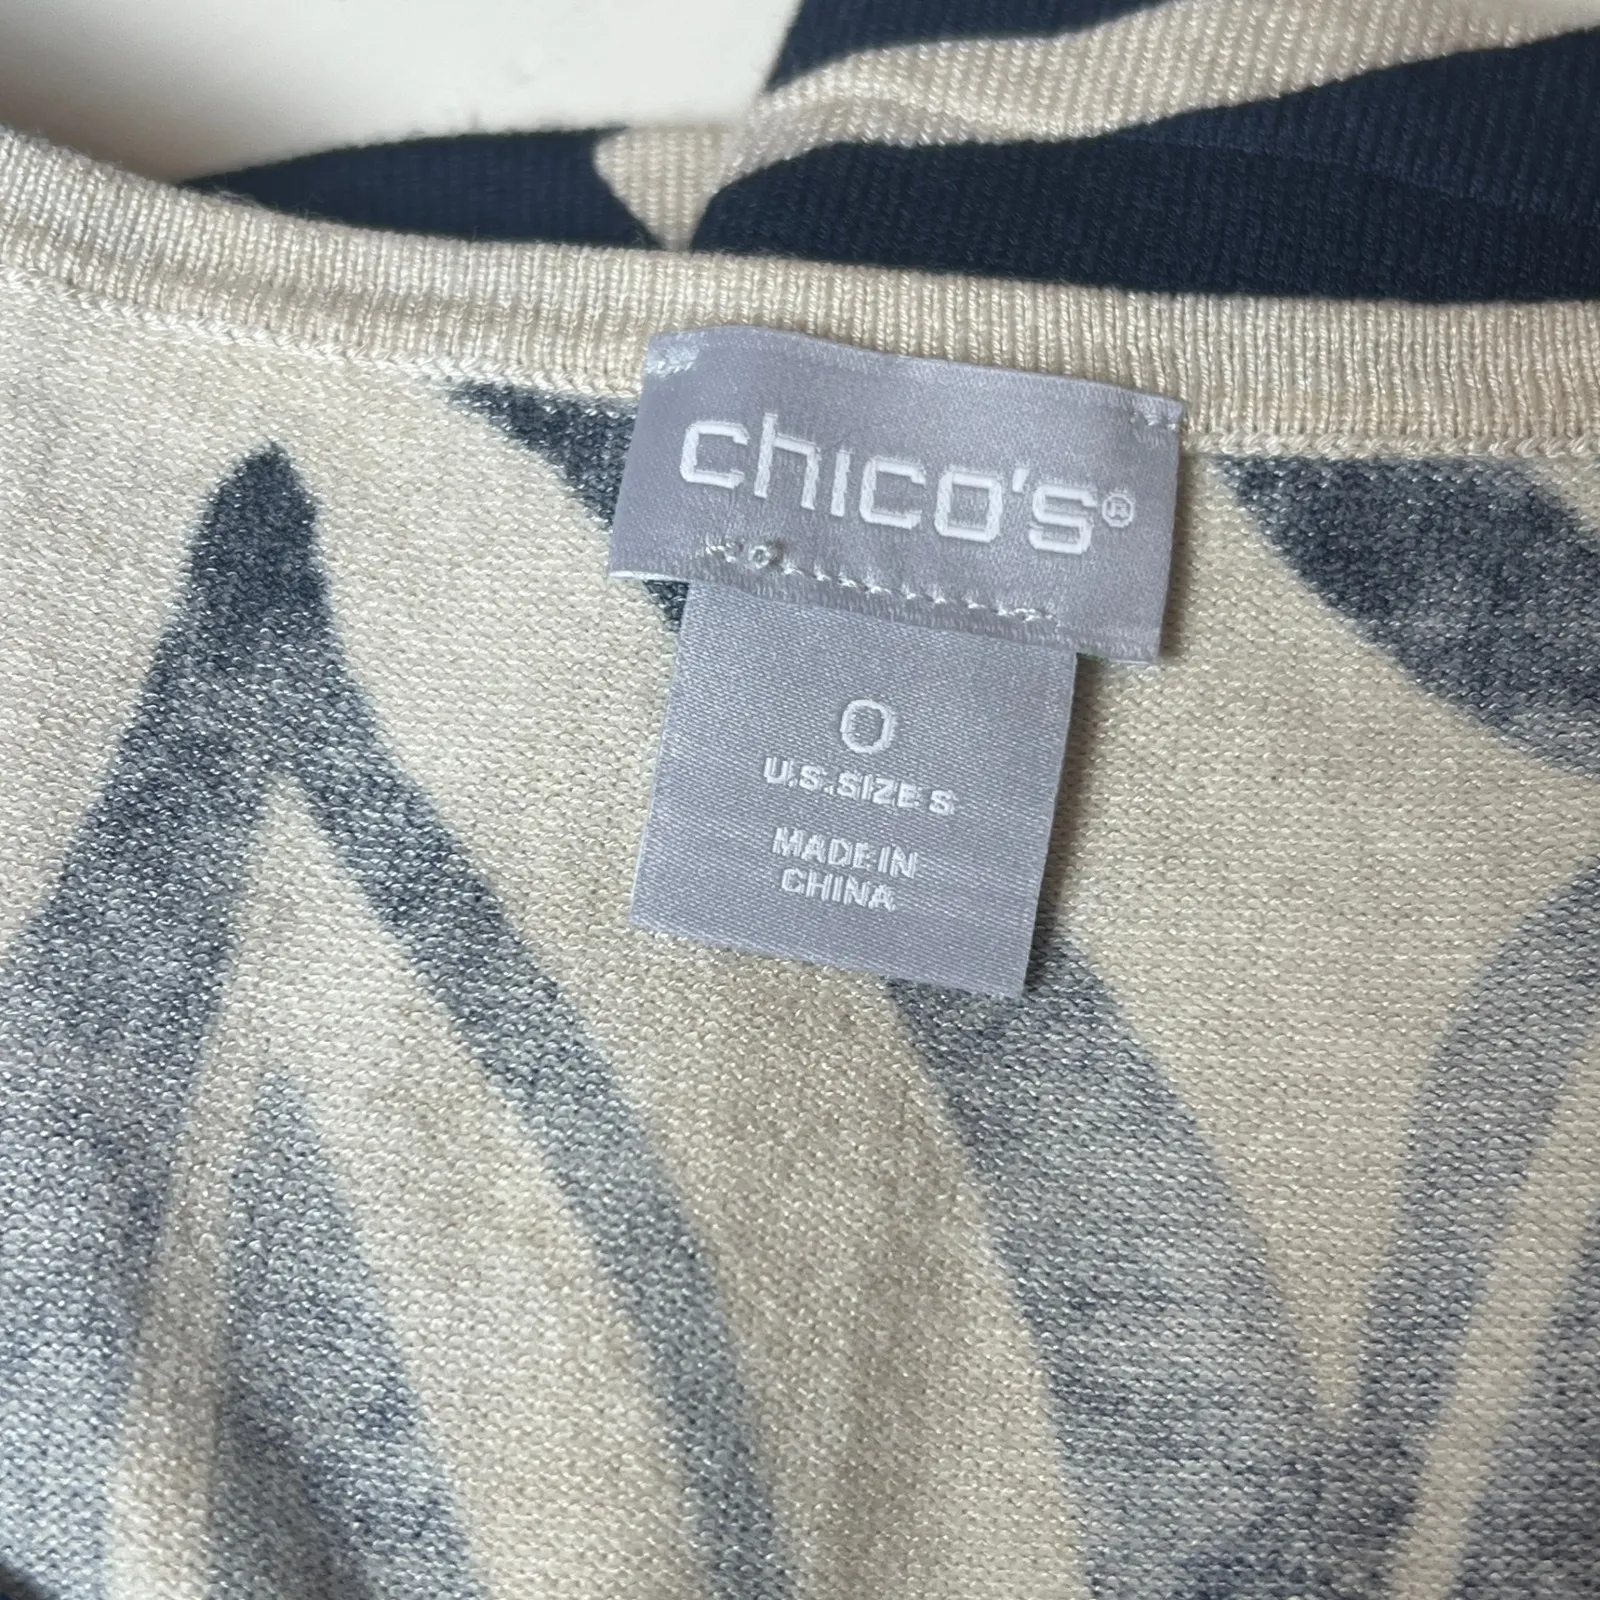 chico's®
0
U.S. SIZE S
MADE IN
CHINA